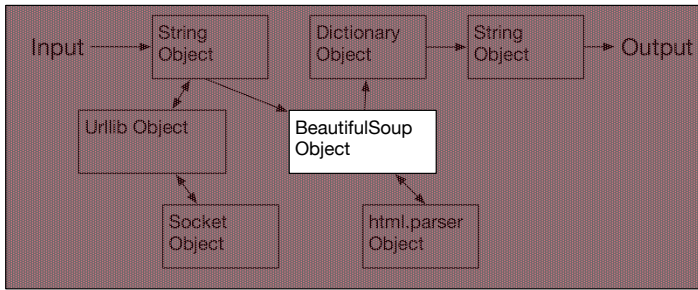 Input
String
Object
Dictionary
Object
String
Object
Output
Urllib Object
BeautifulSoup
Object
Socket
Object
html.parser
Object